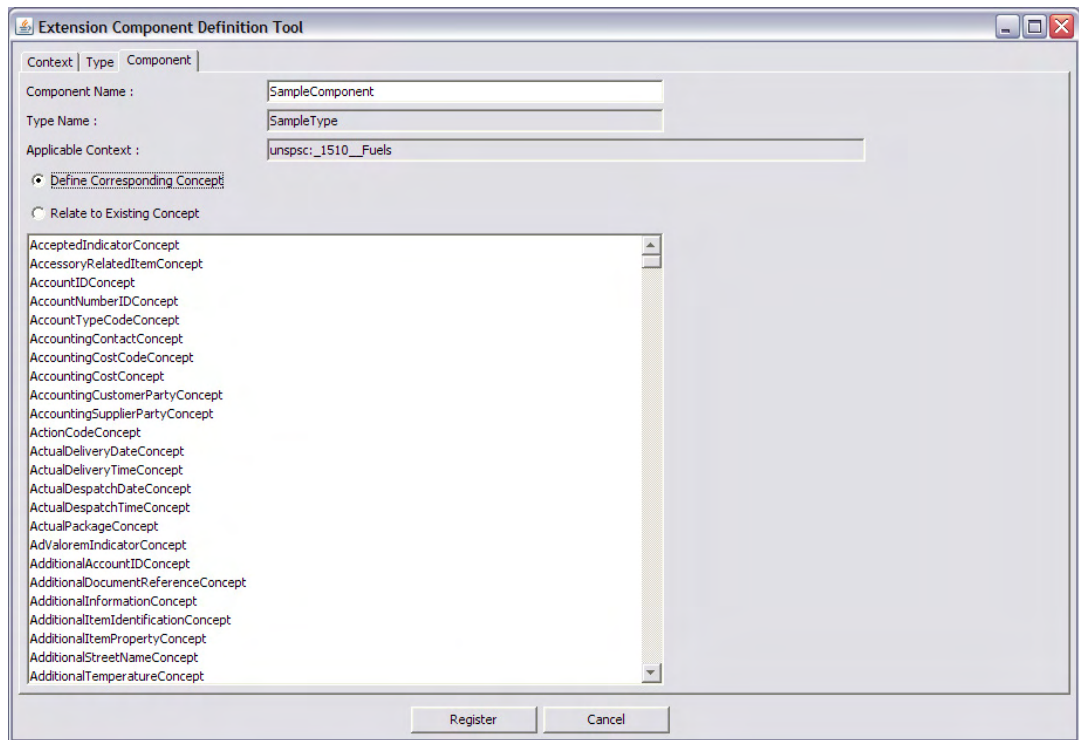 Extension Component Definition Tool
Context Type Component
Component Name : SampleComponent
Type Name : SampleType
Applicable Context : unspsc:_1510__Fuels
Define Corresponding Concept
Relate to Existing Concept
AcceptedIndicatorConcept
AccessoryRelatedItemConcept
AccountIDConcept
AccountNumberIDConcept
AccountTypeCodeConcept
AccountingContactConcept
AccountingCostCodeConcept
AccountingCostConcept
AccountingCustomerPartyConcept
AccountingSupplierPartyConcept
ActionCodeConcept
ActualDeliveryDateConcept
ActualDeliveryTimeConcept
ActualDespatchDateConcept
ActualDespatchTimeConcept
ActualPackageConcept
AdValoremIndicatorConcept
AdditionalAccountIDConcept
AdditionalDocumentReferenceConcept
AdditionalInformationConcept
AdditionalItemIdentificationConcept
AdditionalItemPropertyConcept
AdditionalStreetNameConcept
AdditionalTemperatureConcept
Register Cancel